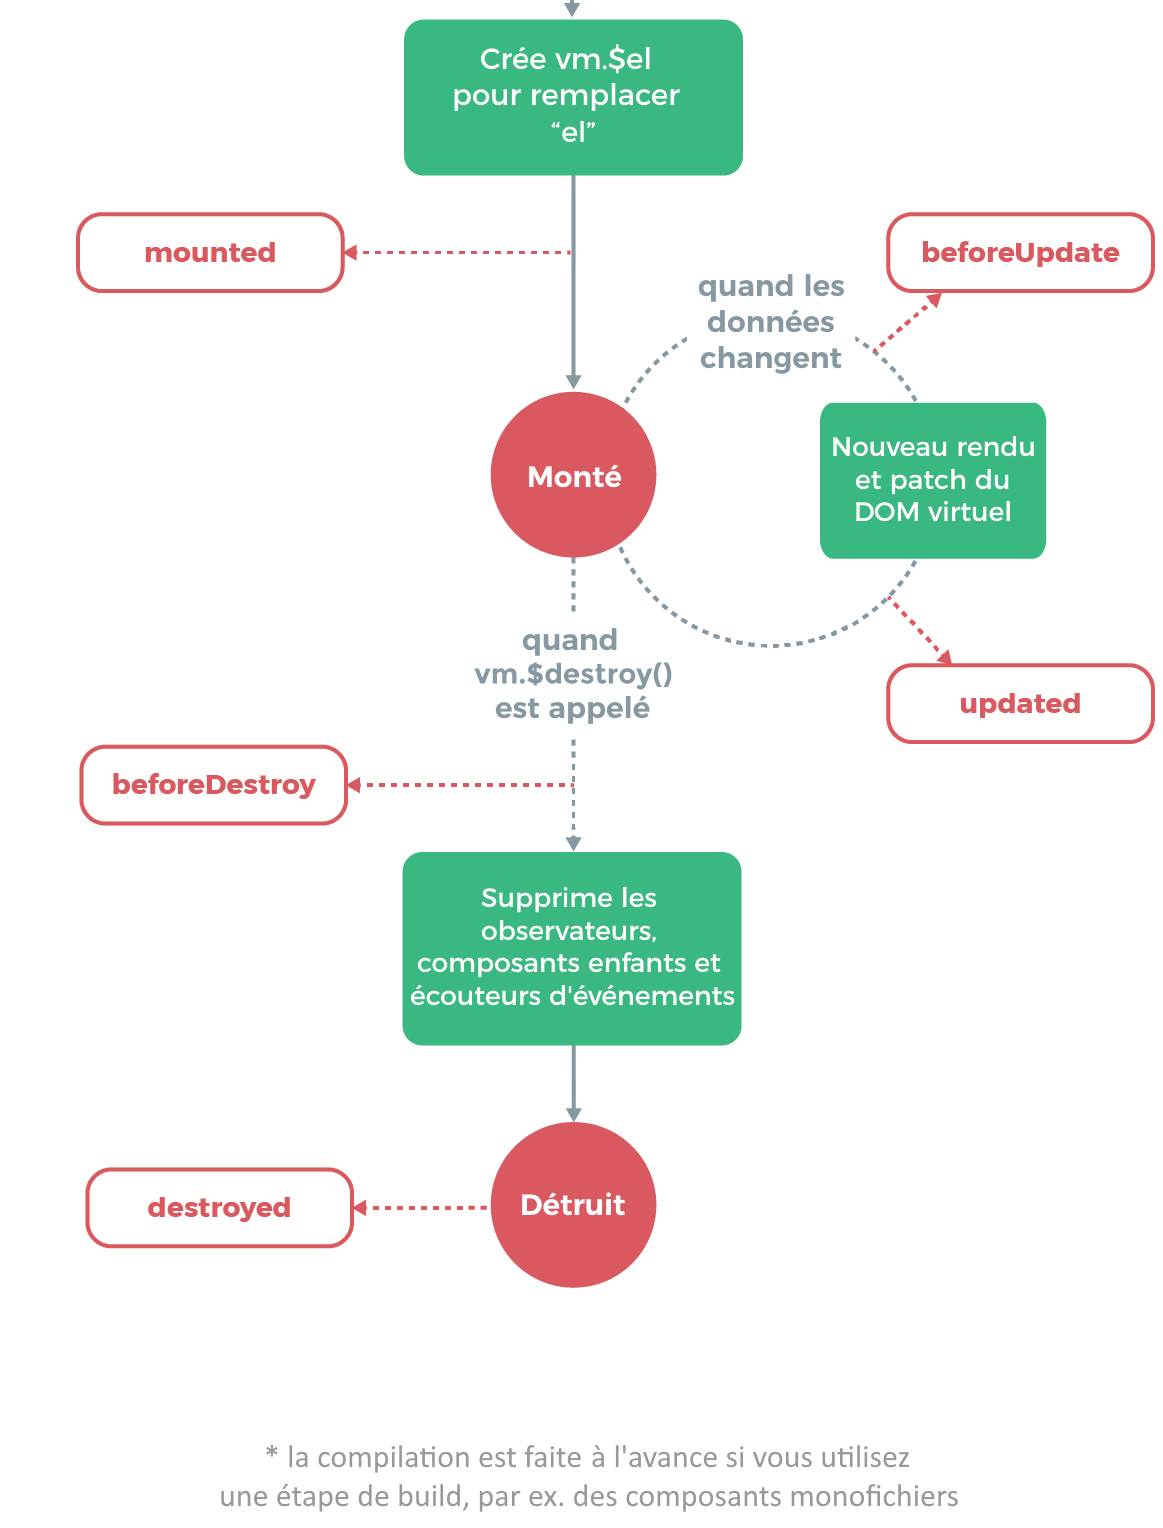 Crée vm.$el
pour remplacer
“el”
mounted
beforeUpdate
quand les
données
changent
Nouveau rendu
et patch du
DOM virtuel
Monté
quand
vm.$destroy()
est appelé
updated
beforeDestroy
Supprime les
observateurs,
composants enfants et
écouteurs d'événements
Détruit
destroyed
* la compilation est faite à l'avance si vous utilisez
une étape de build, par ex. des composants monofichiers